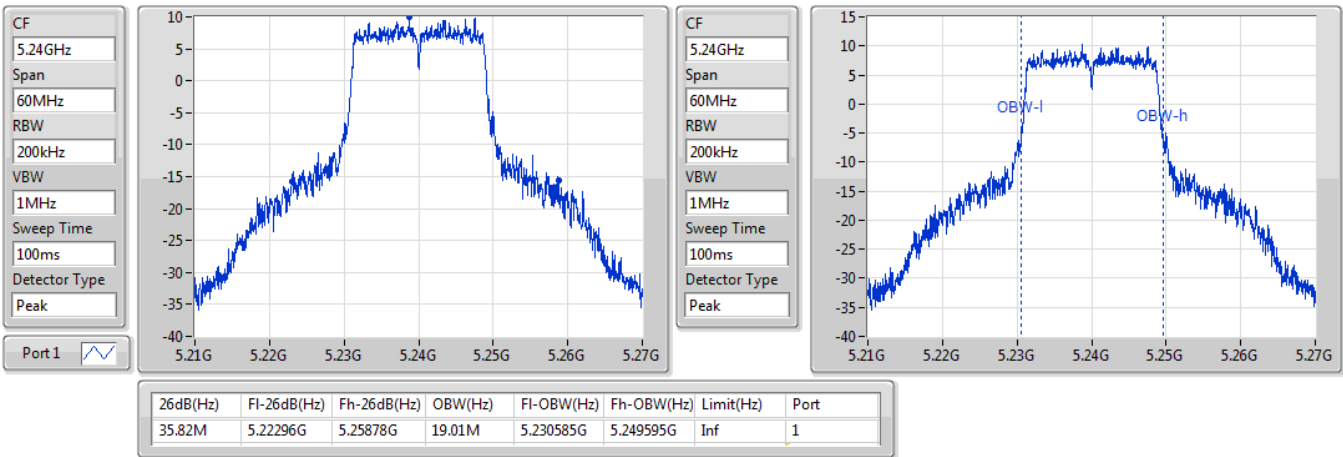 CF
5.24GHz
Span
60MHz
RBW
200kHz
VBW
1MHz
Sweep Time
100ms
Detector Type
Peak
Port 1
10
5
0
-5
-10
-15
-20
-25
-30
-35
-40
5.21G 5.22G 5.23G 5.24G 5.25G 5.26G 5.27G
CF
5.24GHz
Span
60MHz
RBW
200kHz
VBW
1MHz
Sweep Time
100ms
Detector Type
Peak
15
10
5
0
-5
-10
-15
-20
-25
-30
-35
-40
OBW-l
OBW-h
5.21G 5.22G 5.23G 5.24G 5.25G 5.26G 5.27G
26dB(Hz) Fl-26dB(Hz) Fh-26dB(Hz) OBW(Hz) Fl-OBW(Hz) Fh-OBW(Hz) Limit(Hz) Port
35.82M 5.22296G 5.25878G 19.01M 5.230585G 5.249595G Inf 1